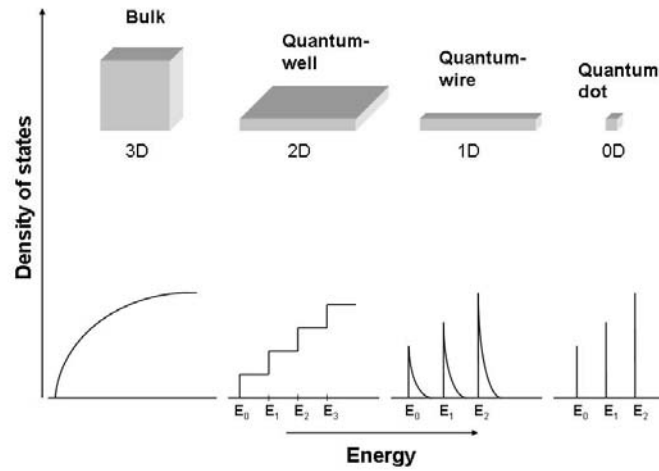 Bulk
Quantum-
well
Quantum-
wire
Quantum
dot
3D
2D
1D
0D
Density of states
E₀ E₁ E₂ E₃
E₀ E₁ E₂
E₀ E₁ E₂
Energy